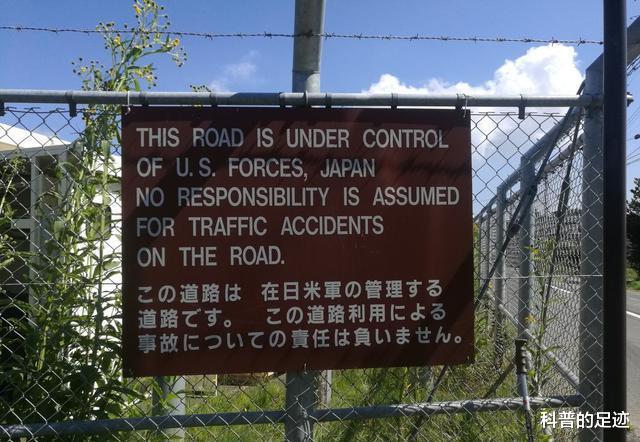 THIS ROAD IS UNDER CONTROL
OF U.S. FORCES, JAPAN
NO RESPONSIBILITY IS ASSUMED
FOR TRAFFIC ACCIDENTS
ON THE ROAD.
この道路は 在日米軍の管理する
道路です。 この道路利用による
事故についての責任は負いません。
科普的足迹